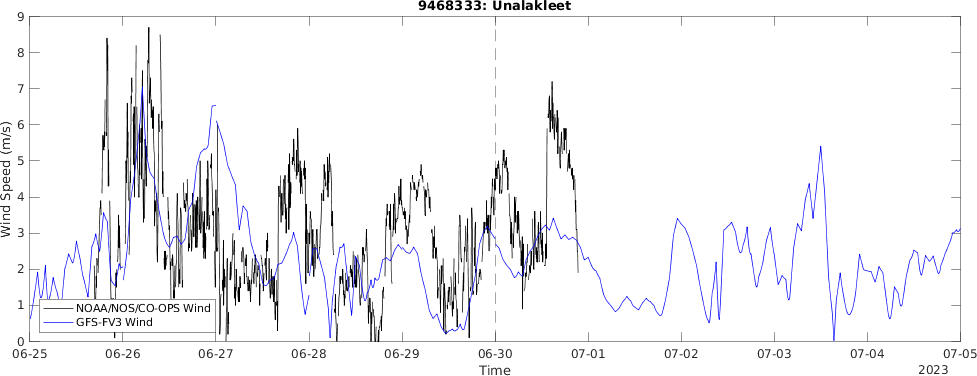 9468333: Unalakleet
9
8
7
6
5
4
3
2
1
0
Wind Speed (m/s)
NOAA/NOS/CO-OPS Wind
GFS-FV3 Wind
06-25 06-26 06-27 06-28 06-29 06-30 07-01 07-02 07-03 07-04 07-05
Time
2023